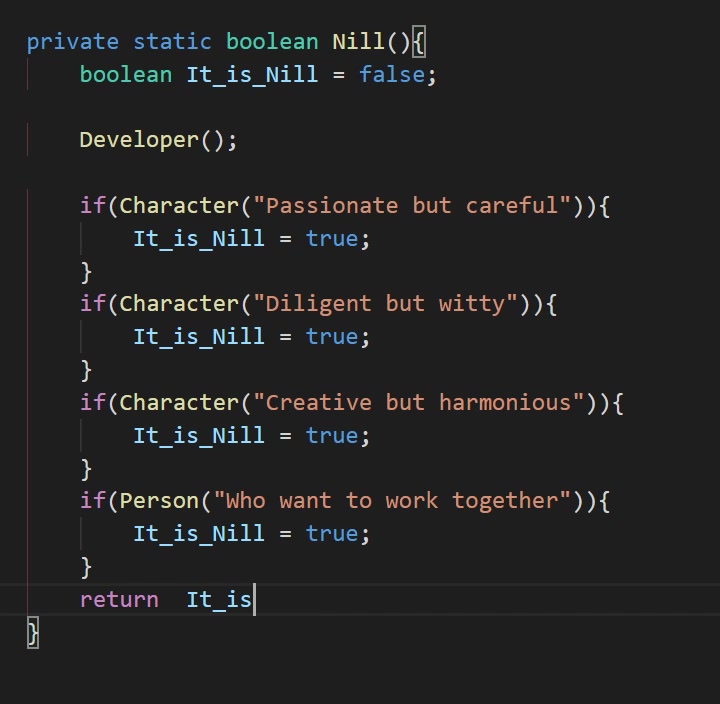 private static boolean Nill(){
    boolean It_is_Nill = false;
    Developer();
    if(Character("Passionate but careful")){
        It_is_Nill = true;
    }
    if(Character("Diligent but witty")){
        It_is_Nill = true;
    }
    if(Character("Creative but harmonious")){
        It_is_Nill = true;
    }
    if(Person("Who want to work together")){
        It_is_Nill = true;
    }
    return  It_is
}